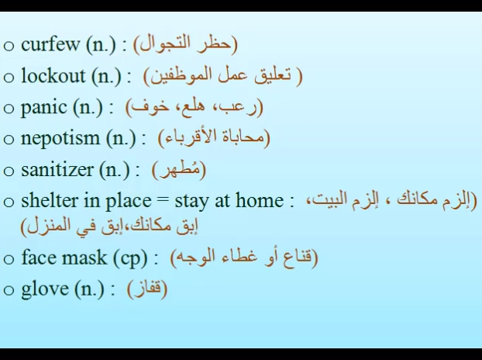 o curfew (n.) : (حظر التجوال)
o lockout (n.) : (تعليق عمل الموظفين )
o panic (n.) : (رعب، هلع، خوف)
o nepotism (n.) : (محاباة الأقرباء)
o sanitizer (n.) : (مُطهر)
o shelter in place = stay at home : (إلزم مكانك ، إلزم البيت،
إبق مكانك،إبق في المنزل)
o face mask (cp) : (قناع أو غطاء الوجه)
o glove (n.) : (قفاز)